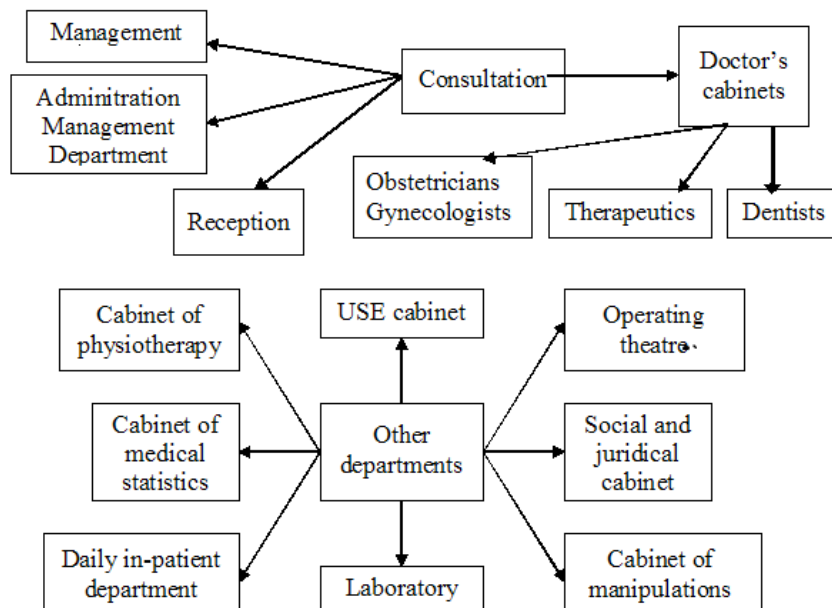 Management
Consultation
Doctor's
cabinets
Adminitration
Management
Department
Reception
Obstetricians
Gynecologists
Therapeutics
Dentists
Cabinet of
physiotherapy
USE cabinet
Operating
theatre
Cabinet of
medical
statistics
Other
departments
Social and
juridical
cabinet
Daily in-patient
department
Laboratory
Cabinet of
manipulations